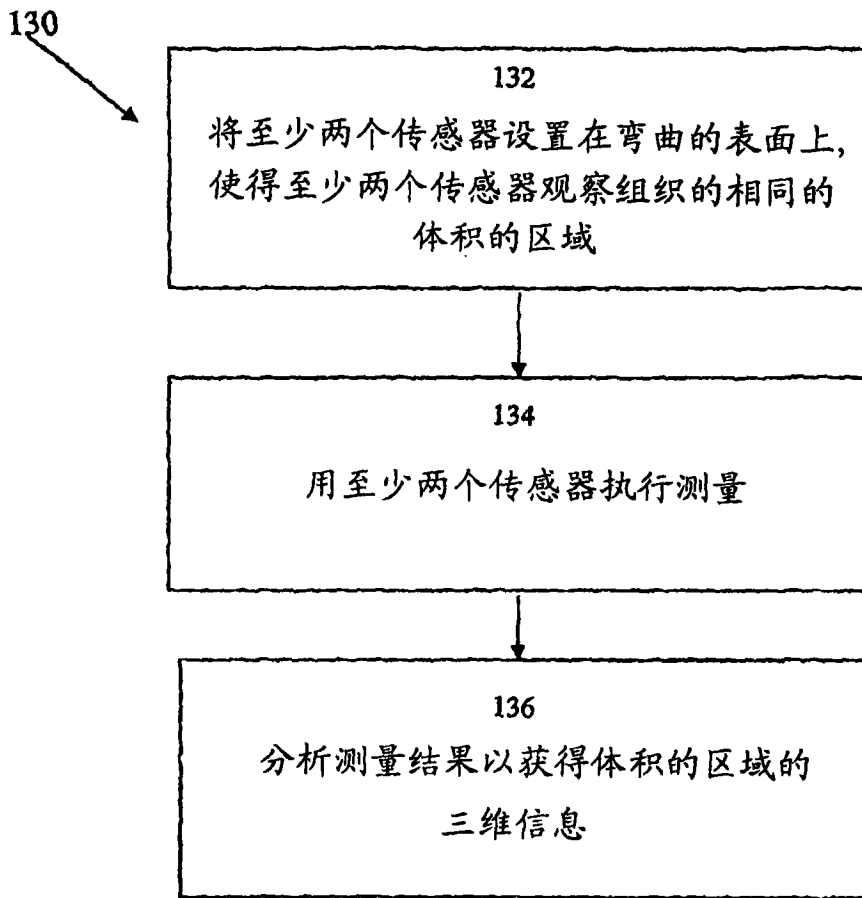 130
132
将至少两个传感器设置在弯曲的表面上,
使得至少两个传感器观察组织的相同的
体积的区域
134
用至少两个传感器执行测量
136
分析测量结果以获得体积的区域的
三维信息